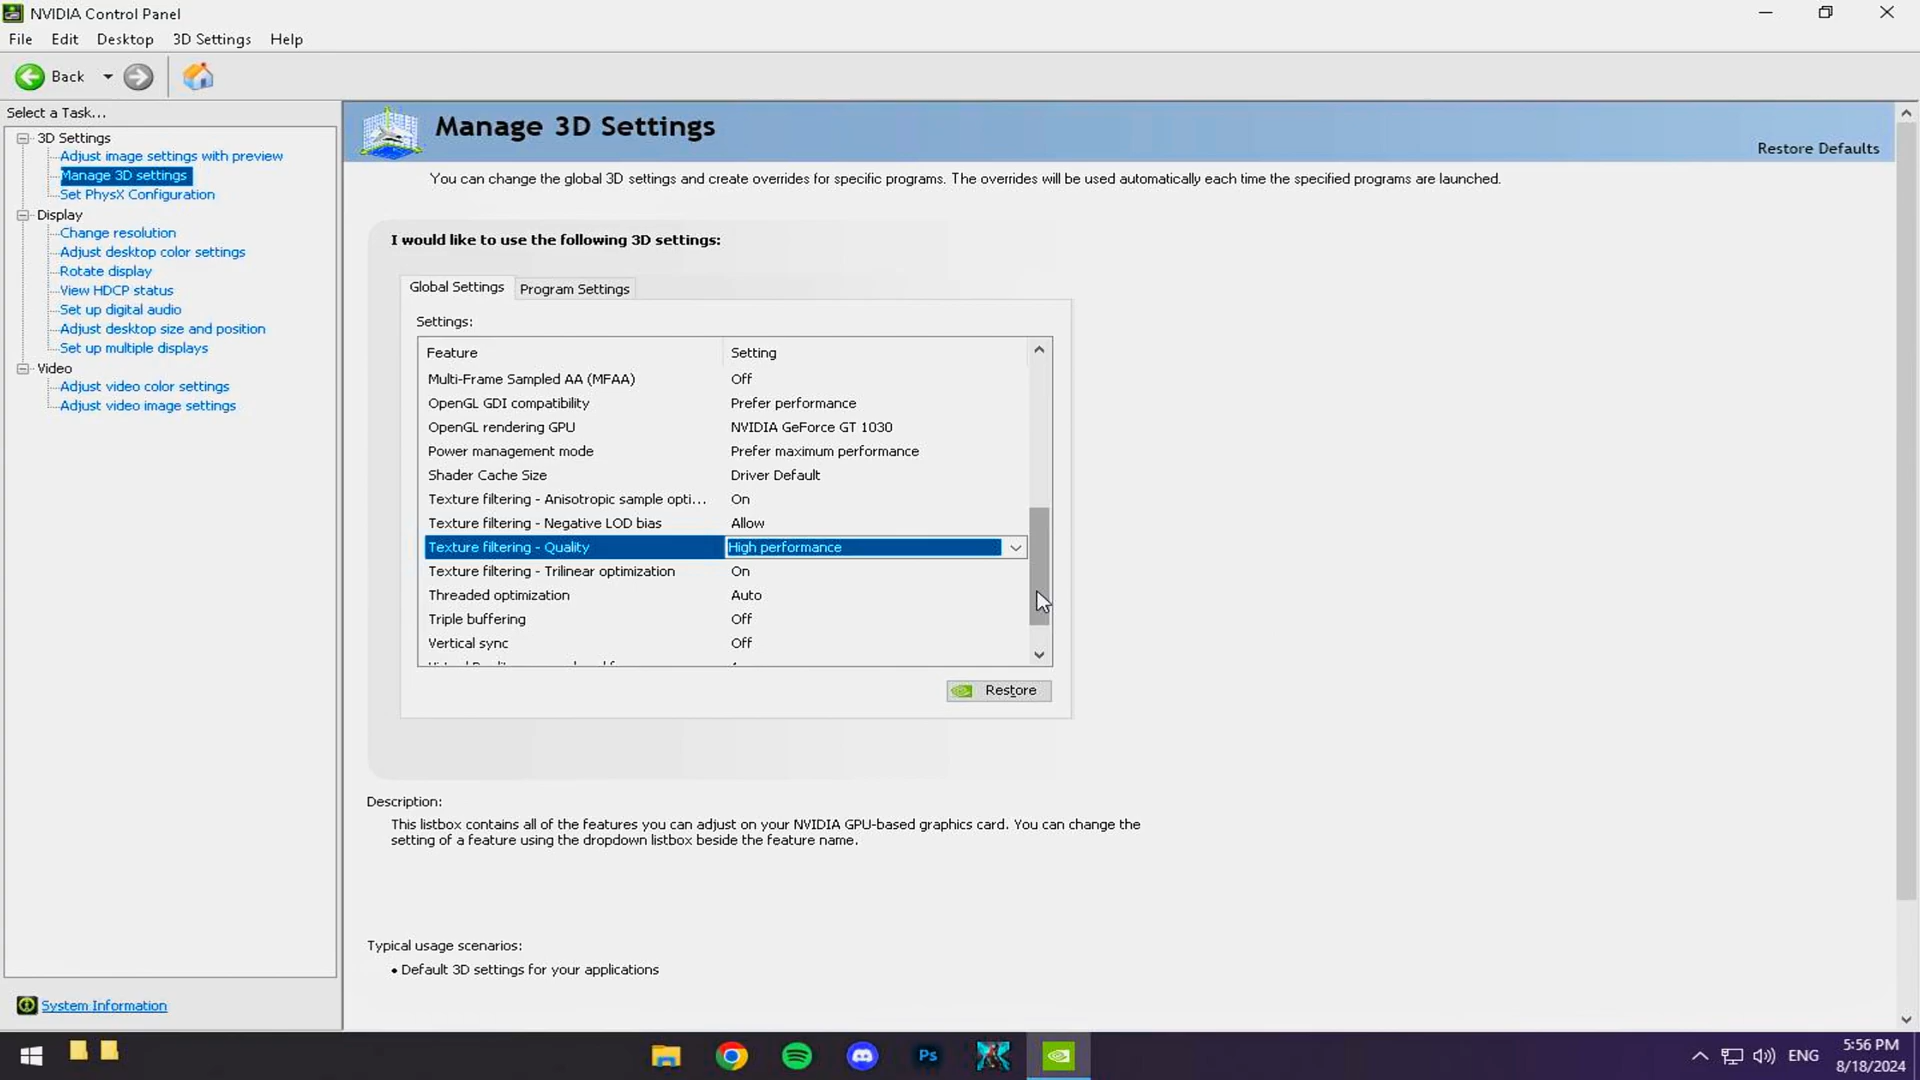 NVIDIA Control Panel
File Edit Desktop 3D Settings Help
Back
Select a Task...
3D Settings
Adjust image settings with preview
Manage 3D settings
Set PhysX Configuration
Display
Change resolution
Adjust desktop color settings
Rotate display
View HDCP status
Set up digital audio
Adjust desktop size and position
Set up multiple displays
Video
Adjust video color settings
Adjust video image settings
System Information
Manage 3D Settings
Restore Defaults
You can change the global 3D settings and create overrides for specific programs. The overrides will be used automatically each time the specified programs are launched.
I would like to use the following 3D settings:
Global Settings Program Settings
Settings:
Feature Setting
Multi-Frame Sampled AA (MFAA) Off
OpenGL GDI compatibility Prefer performance
OpenGL rendering GPU NVIDIA GeForce GT 1030
Power management mode Prefer maximum performance
Shader Cache Size Driver Default
Texture filtering - Anisotropic sample opti... On
Texture filtering - Negative LOD bias Allow
Texture filtering - Quality High performance
Texture filtering - Trilinear optimization On
Threaded optimization Auto
Triple buffering Off
Vertical sync Off
Restore
Description:
This listbox contains all of the features you can adjust on your NVIDIA GPU-based graphics card. You can change the
setting of a feature using the dropdown listbox beside the feature name.
Typical usage scenarios:
• Default 3D settings for your applications
Ps
ENG
5:56 PM
8/18/2024